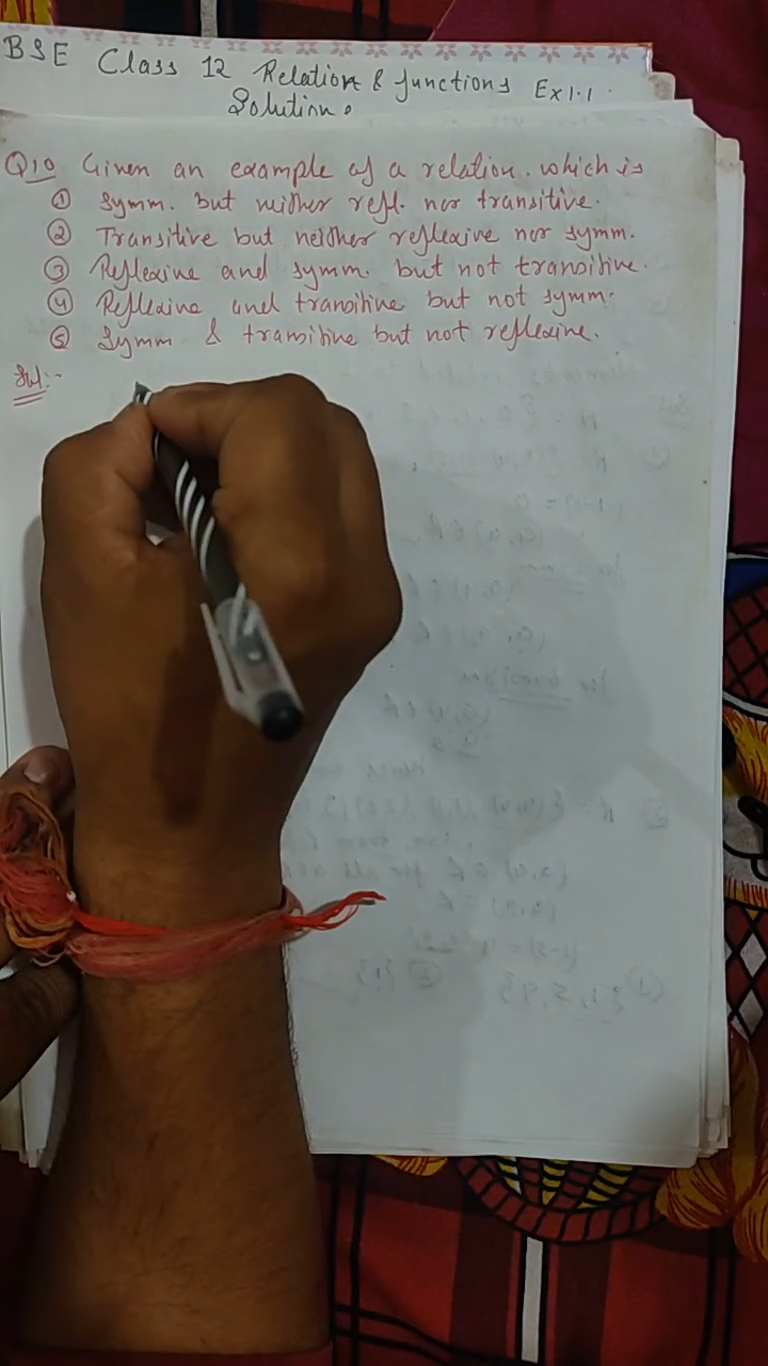 BSE Class 12 Relation & functions Ex 1.1
Solution.
Q10 Given an example of a relation. which is
① Symm. but neither refl. nor transitive.
② Transitive but neither reflexive nor symm.
③ Reflexive and symm. but not transitive.
④ Reflexive and transitive but not symm.
⑤ Symm & transitive but not reflexive.
Sol:-